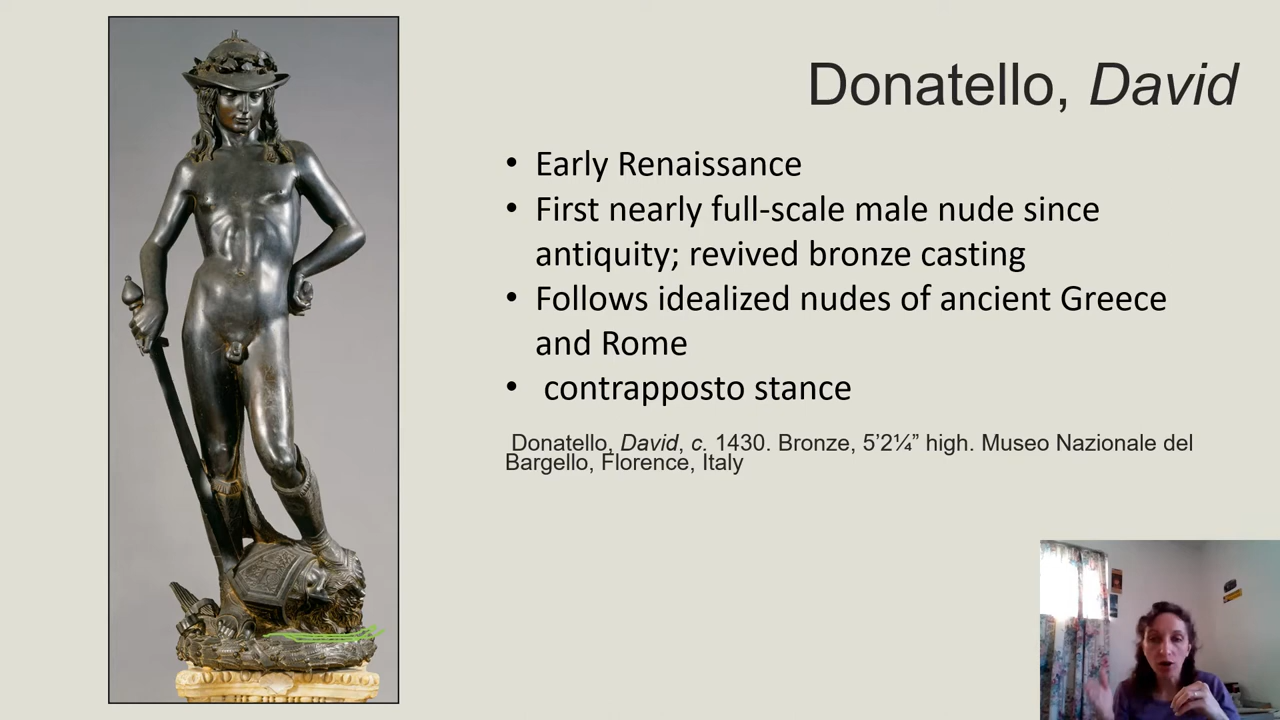 Donatello, David
• Early Renaissance
• First nearly full-scale male nude since
antiquity; revived bronze casting
• Follows idealized nudes of ancient Greece
and Rome
• contrapposto stance
Donatello, David, c. 1430. Bronze, 5’2¼” high. Museo Nazionale del
Bargello, Florence, Italy